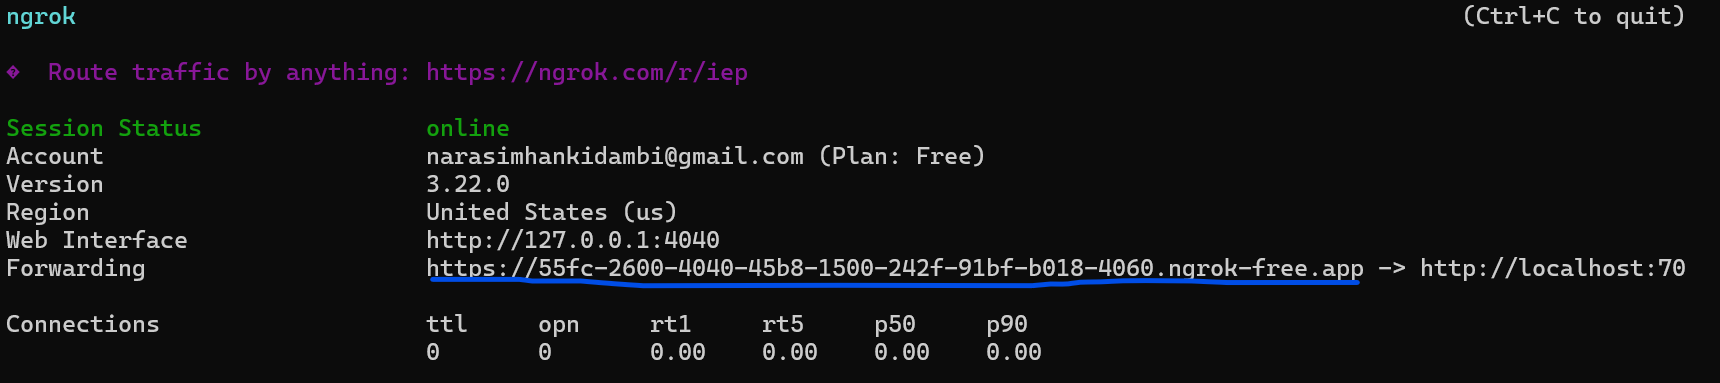 ngrok (Ctrl+C to quit)
� Route traffic by anything: https://ngrok.com/r/iep
Session Status online
Account narasimhankidambi@gmail.com (Plan: Free)
Version 3.22.0
Region United States (us)
Web Interface http://127.0.0.1:4040
Forwarding https://55fc-2600-4040-45b8-1500-242f-91bf-b018-4060.ngrok-free.app -> http://localhost:70
Connections ttl opn rt1 rt5 p50 p90
0 0 0.00 0.00 0.00 0.00